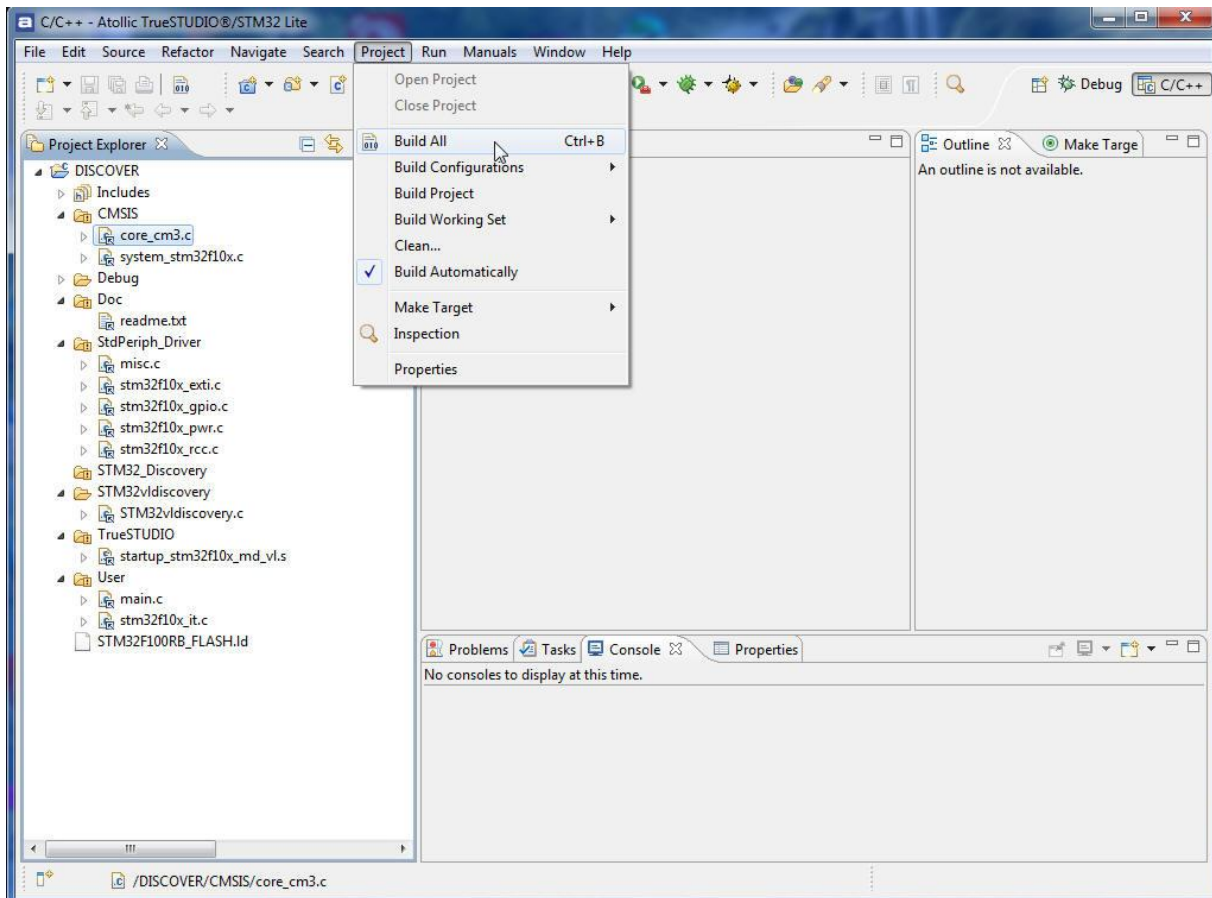 C/C++ - Atollic TrueSTUDIO®/STM32 Lite
File Edit Source Refactor Navigate Search Project Run Manuals Window Help
Debug C/C++
Open Project
Close Project
Build All Ctrl+B
Build Configurations
Build Project
Build Working Set
Clean...
Build Automatically
Make Target
Inspection
Properties
Project Explorer
DISCOVER
Includes
CMSIS
core_cm3.c
system_stm32f10x.c
Debug
Doc
readme.txt
StdPeriph_Driver
misc.c
stm32f10x_exti.c
stm32f10x_gpio.c
stm32f10x_pwr.c
stm32f10x_rcc.c
STM32_Discovery
STM32vldiscovery
STM32vldiscovery.c
TrueSTUDIO
startup_stm32f10x_md_vl.s
User
main.c
stm32f10x_it.c
STM32F100RB_FLASH.ld
Outline Make Targe
An outline is not available.
Problems Tasks Console Properties
No consoles to display at this time.
/DISCOVER/CMSIS/core_cm3.c